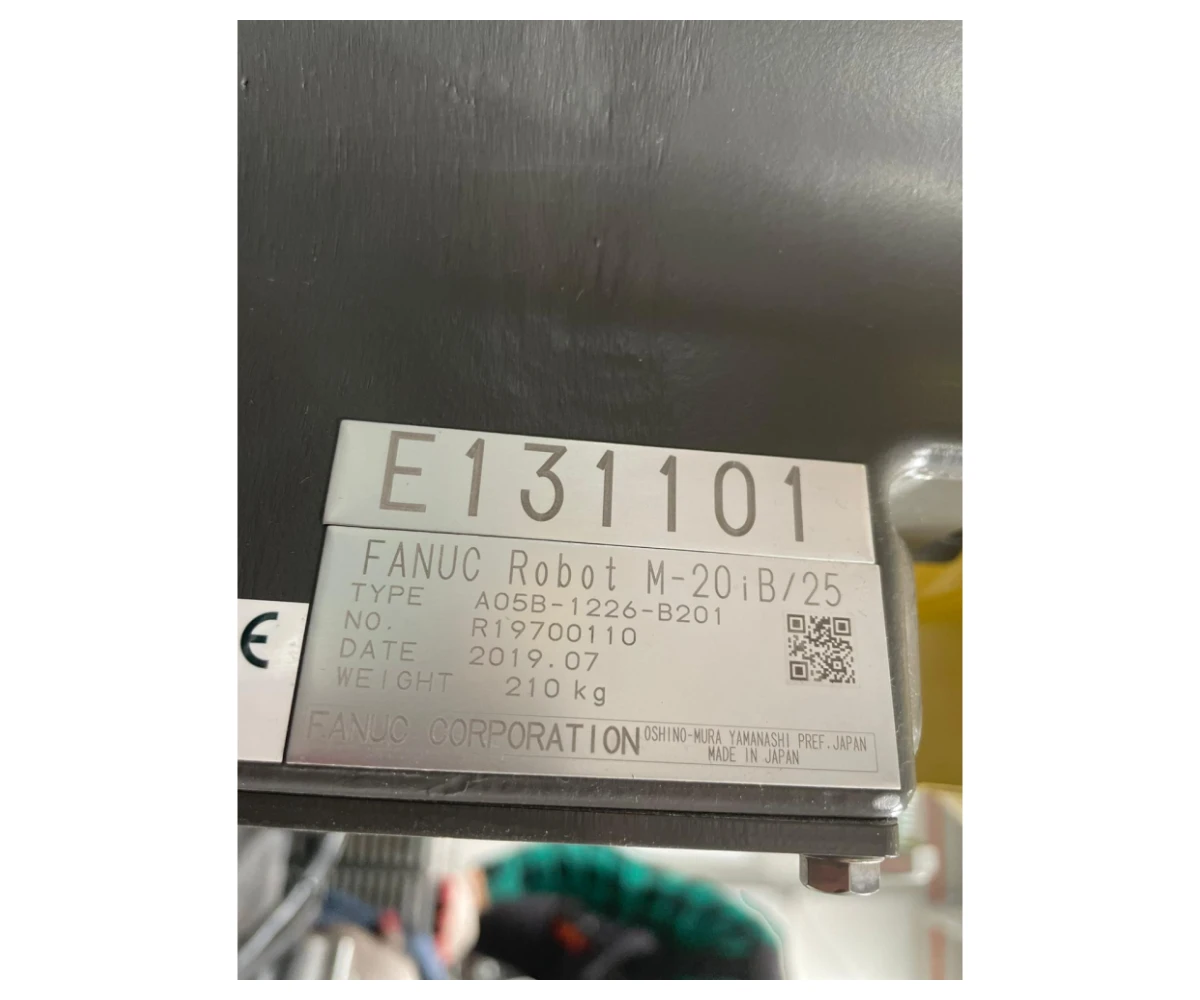 E131101
FANUC Robot M-20iB/25
TYPE A05B-1226-B201
NO. R19700110
DATE 2019.07
WEIGHT 210 kg
CE
FANUC CORPORATION OSHINO-MURA YAMANASHI PREF.JAPAN
MADE IN JAPAN